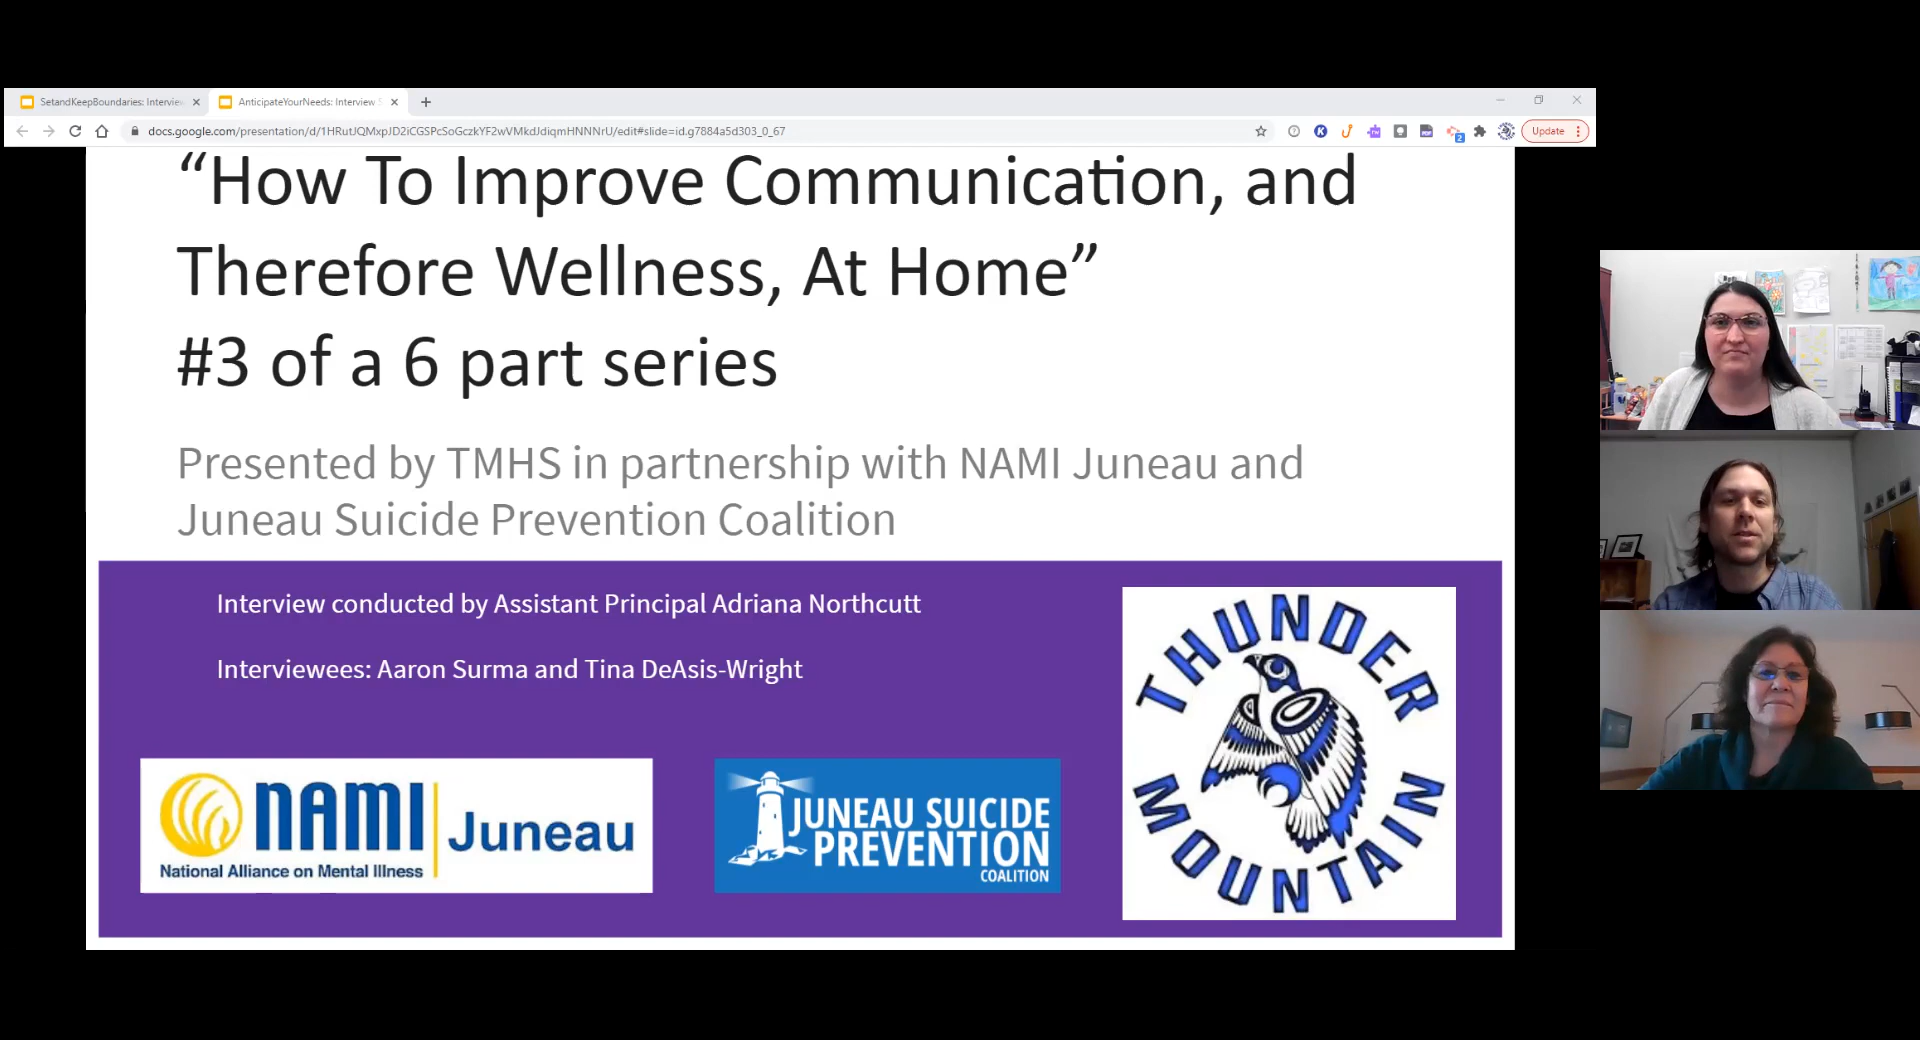 SetandKeepBoundaries: Interview
AnticipateYourNeeds: Interview S
docs.google.com/presentation/d/1HRutJQMxpJD2iCGSPcSoGczkYF2wVMkdJdiqmHNNNrU/edit#slide=id.g7884a5d303_0_67
Update
2
“How To Improve Communication, and
Therefore Wellness, At Home”
#3 of a 6 part series
Presented by TMHS in partnership with NAMI Juneau and
Juneau Suicide Prevention Coalition
Interview conducted by Assistant Principal Adriana Northcutt
Interviewees: Aaron Surma and Tina DeAsis-Wright
NAMI Juneau
National Alliance on Mental Illness
JUNEAU SUICIDE
PREVENTION
COALITION
THUNDER
MOUNTAIN